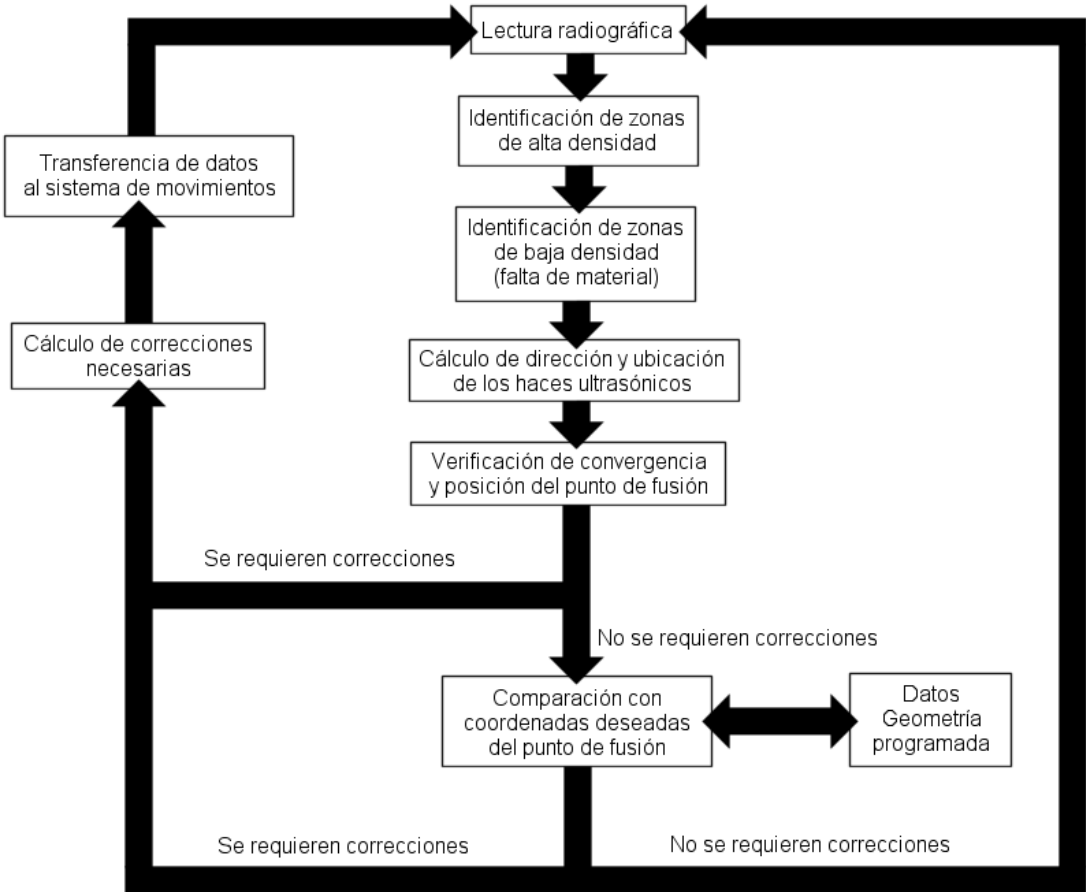 Lectura radiográfica
Identificación de zonas
de alta densidad
Transferencia de datos
al sistema de movimientos
Identificación de zonas
de baja densidad
(falta de material)
Cálculo de correcciones
necesarias
Cálculo de dirección y ubicación
de los haces ultrasónicos
Verificación de convergencia
y posición del punto de fusión
Se requieren correcciones
No se requieren correcciones
Comparación con
coordenadas deseadas
del punto de fusión
Datos
Geometría
programada
Se requieren correcciones
No se requieren correcciones